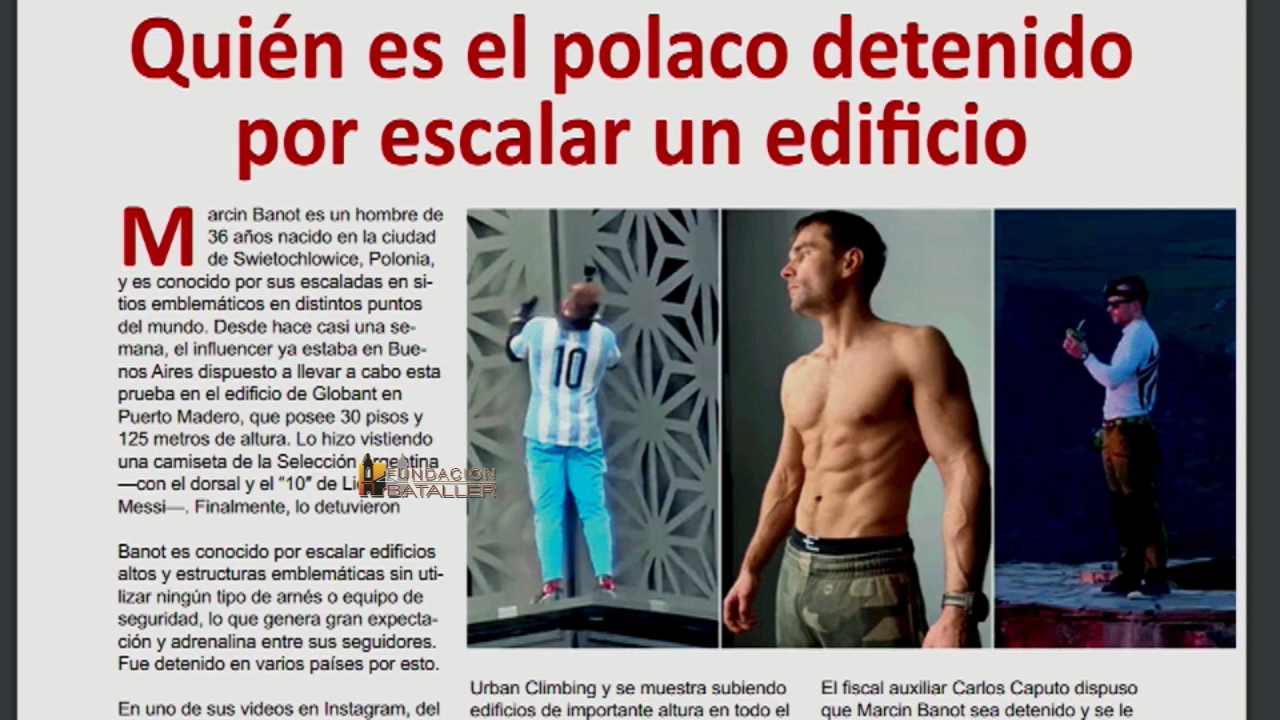 Quién es el polaco detenido
por escalar un edificio
Marcin Banot es un hombre de
36 años nacido en la ciudad
de Swietochlowice, Polonia,
y es conocido por sus escaladas en si-
tios emblemáticos en distintos puntos
del mundo. Desde hace casi una se-
mana, el influencer ya estaba en Bue-
nos Aires dispuesto a llevar a cabo esta
prueba en el edificio de Globant en
Puerto Madero, que posee 30 pisos y
125 metros de altura. Lo hizo vistiendo
una camiseta de la Selección Argentina
—con el dorsal y el “10” de
Messi—. Finalmente, lo detuvieron
Banot es conocido por escalar edificios
altos y estructuras emblemáticas sin uti-
lizar ningún tipo de arnés o equipo de
seguridad, lo que genera gran expecta-
ción y adrenalina entre sus seguidores.
Fue detenido en varios países por esto.
En uno de sus videos en Instagram, del
10
FUNDACION
BATALLER
Urban Climbing y se muestra subiendo
edificios de importante altura en todo el
El fiscal auxiliar Carlos Caputo dispuso
que Marcin Banot sea detenido y se le